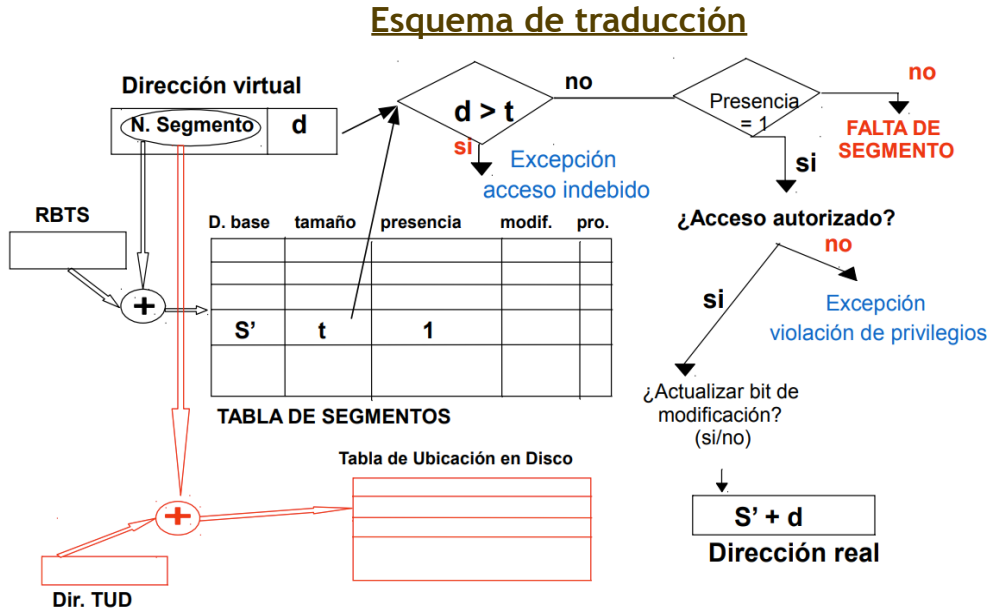 Esquema de traducción
Dirección virtual
N. Segmento
d
d > t
no
si
Excepción
acceso indebido
Presencia
= 1
no
FALTA DE
SEGMENTO
si
¿Acceso autorizado?
no
si
Excepción
violación de privilegios
RBTS
+
D. base tamaño presencia modif. pro.
S' t 1
TABLA DE SEGMENTOS
¿Actualizar bit de
modificación?
(si/no)
S' + d
Dirección real
Tabla de Ubicación en Disco
+
Dir. TUD